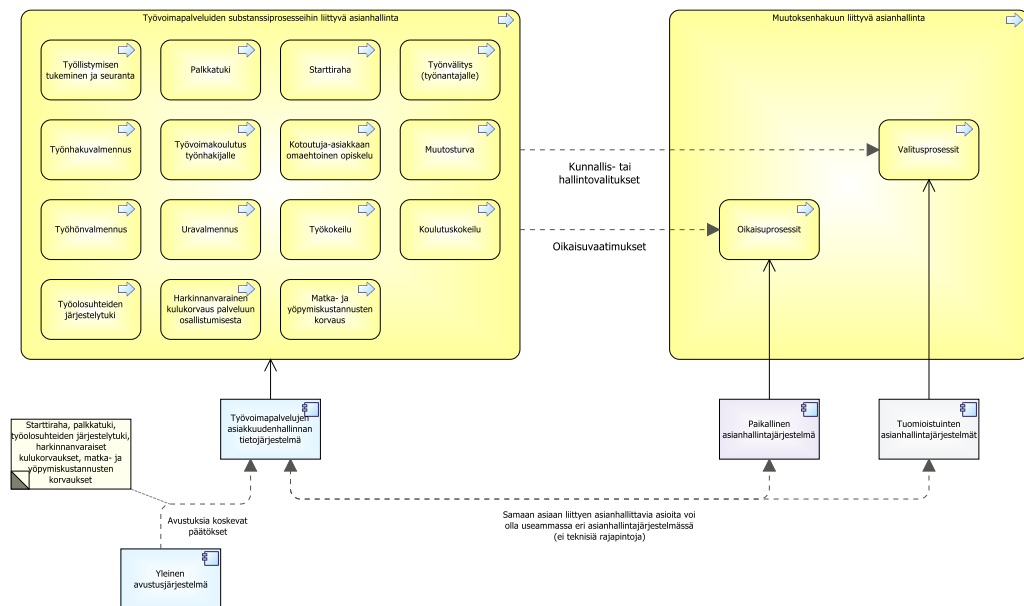 Työvoimapalveluiden substanssiprosesseihin liittyvä asianhallinta
Työllistymisen
tukeminen ja seuranta
Palkkatuki
Starttiraha
Työnvälitys
(työnantajalle)
Työnhakuvalmennus
Työvoimakoulutus
työnhakijalle
Kotoutuja-asiakkaan
omaehtoinen opiskelu
Muutosturva
Työhönvalmennus
Uravalmennus
Työkokeilu
Koulutuskokeilu
Työolosuhteiden
järjestelytuki
Harkinnanvarainen
kulukorvaus palveluun
osallistumisesta
Matka- ja
yöpymiskustannusten
korvaus
Kunnallis- tai
hallintovalitukset
Oikaisuvaatimukset
Muutoksenhakuun liittyvä asianhallinta
Valitusprosessit
Oikaisuprosessit
Starttiraha, palkkatuki,
työolosuhteiden järjestelytuki,
harkinnanvaraiset
kulukorvaukset, matka- ja
yöpymiskustannusten
korvaukset
Työvoimapalvelujen
asiakkuudenhallinnan
tietojärjestelmä
Paikallinen
asianhallintajärjestelmä
Tuomioistuinten
asianhallintajärjestelmät
Avustuksia koskevat
päätökset
Samaan asiaan liittyen asianhallittavia asioita voi
olla useammassa eri asianhallintajärjestelmässä
(ei teknisiä rajapintoja)
Yleinen
avustusjärjestelmä